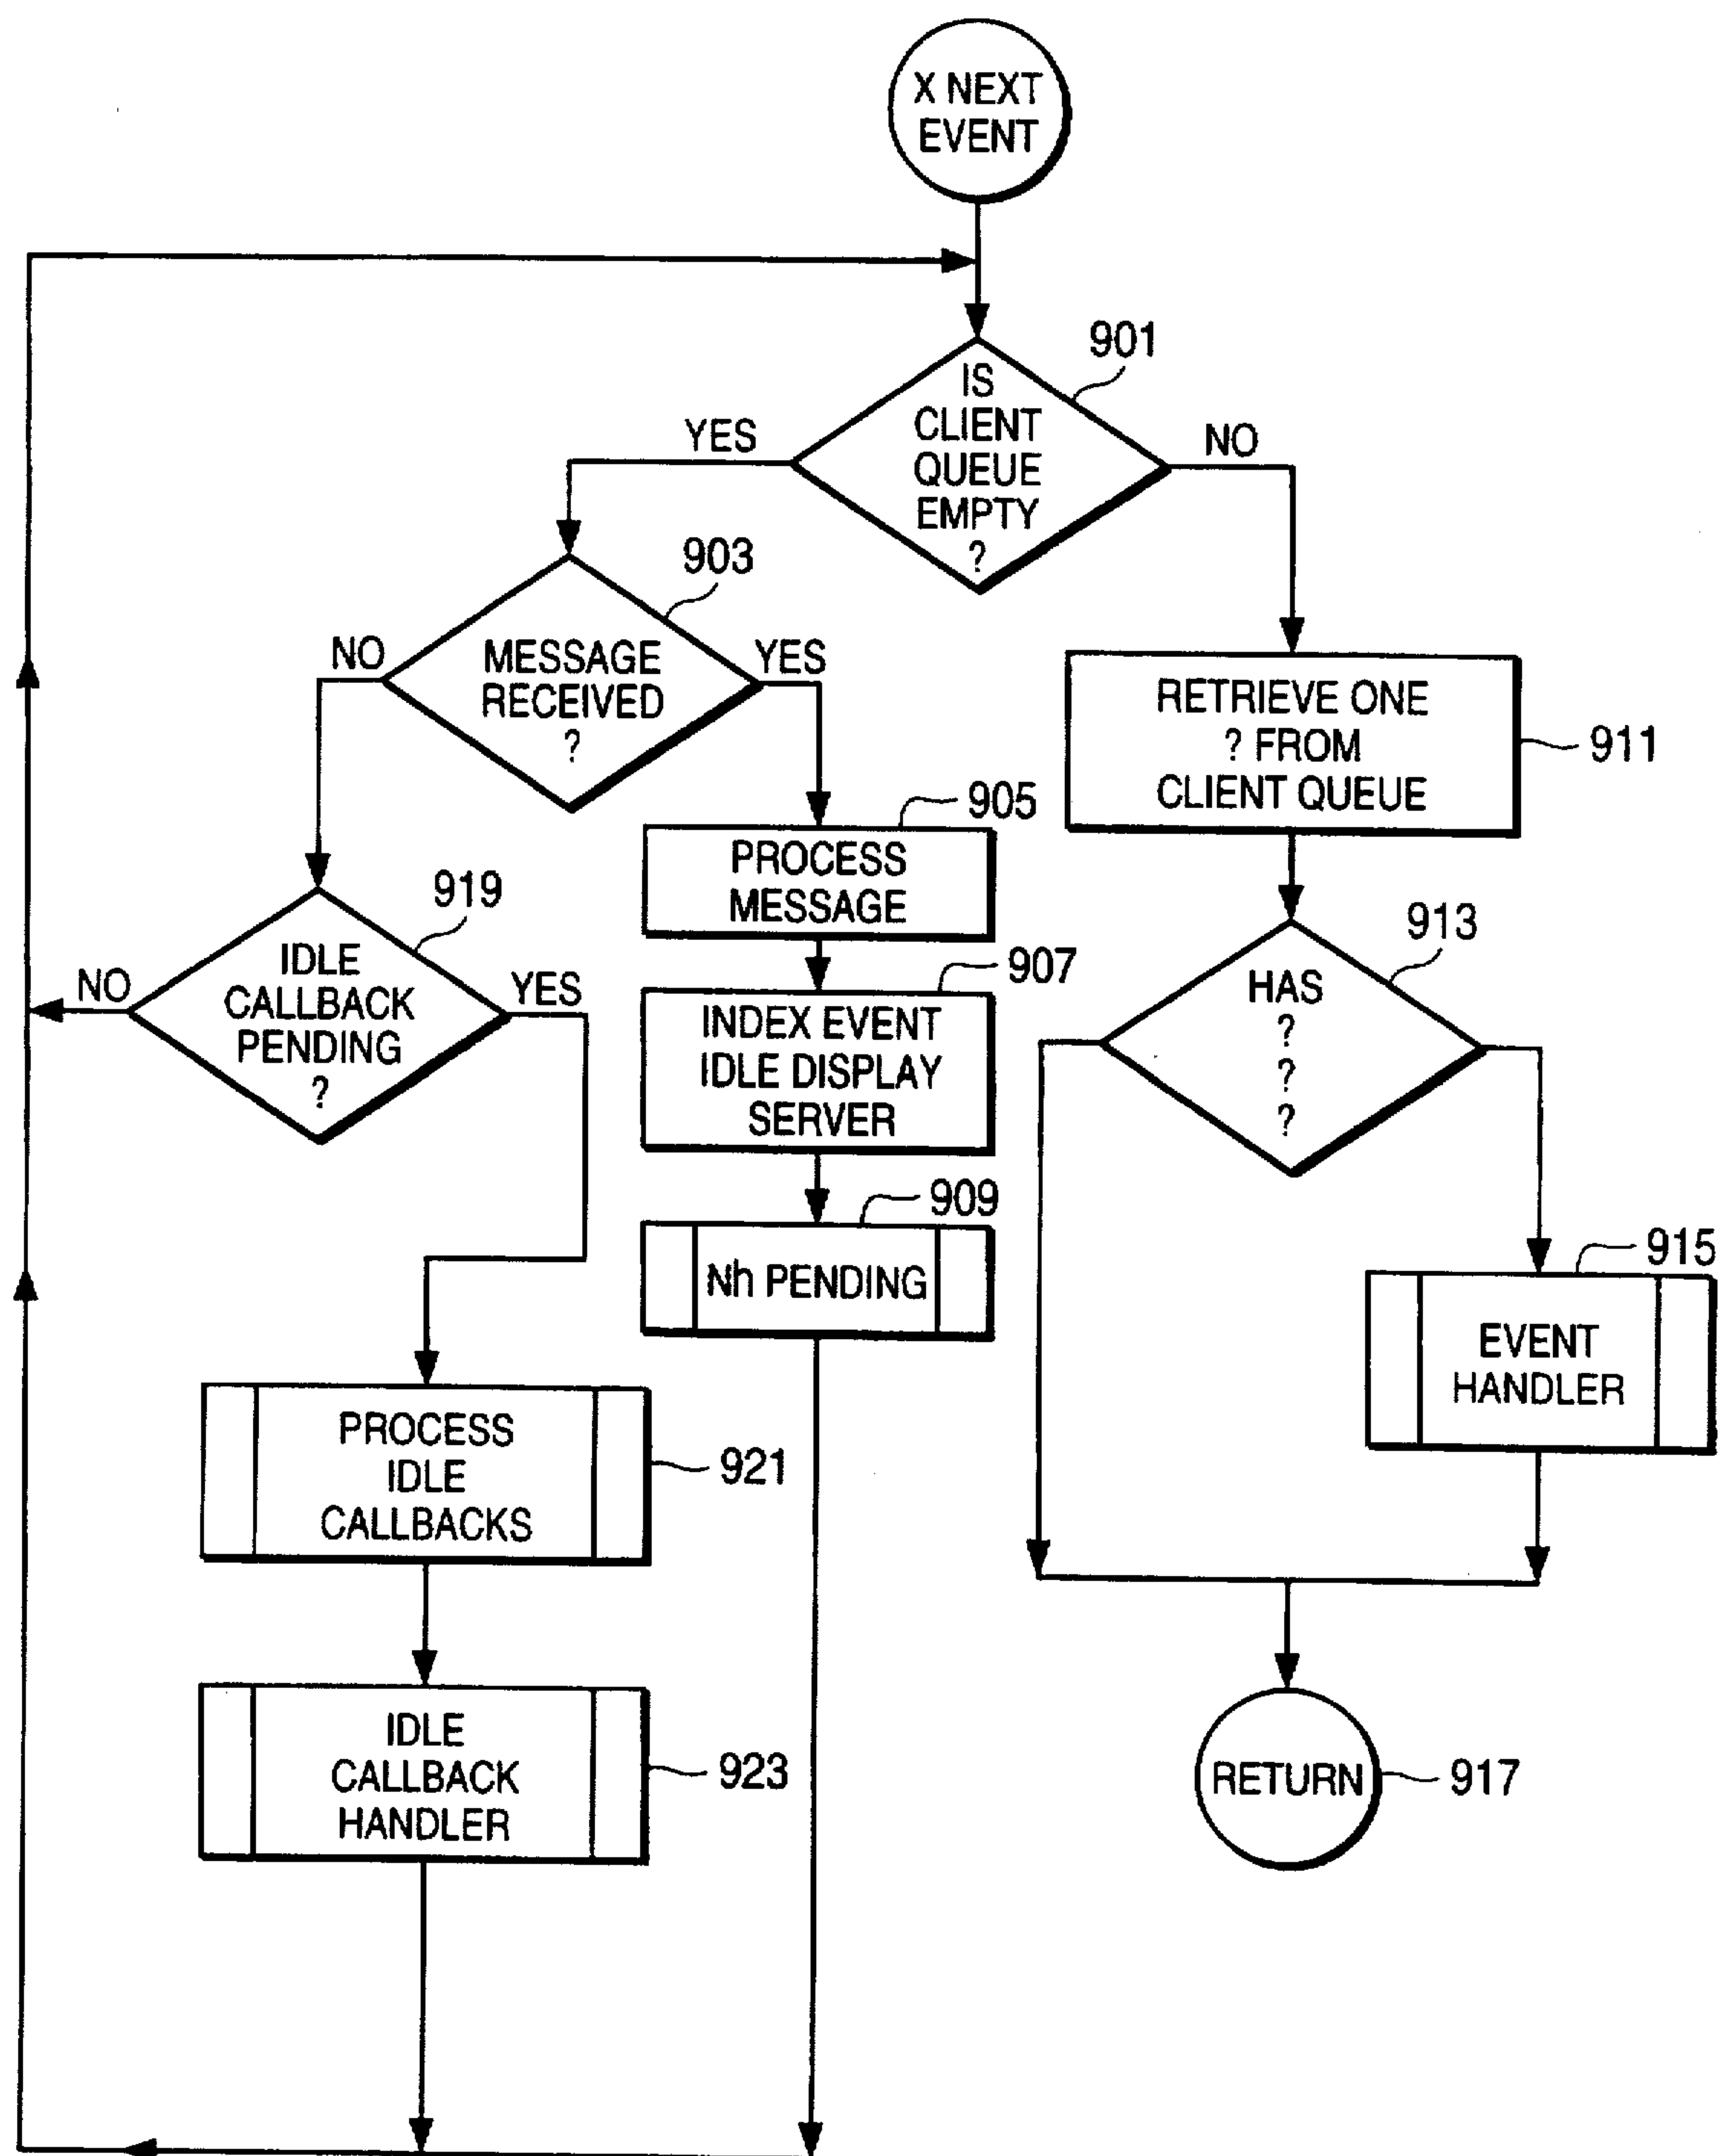 X NEXT
EVENT
901
IS
CLIENT
QUEUE
EMPTY
?
YES
NO
903
MESSAGE
RECEIVED
?
NO
YES
RETRIEVE ONE
? FROM
CLIENT QUEUE
911
905
PROCESS
MESSAGE
919
IDLE
CALLBACK
PENDING
?
NO
YES
907
INDEX EVENT
IDLE DISPLAY
SERVER
913
HAS
?
?
?
909
Nh PENDING
915
EVENT
HANDLER
PROCESS
IDLE
CALLBACKS
921
IDLE
CALLBACK
HANDLER
923
RETURN
917